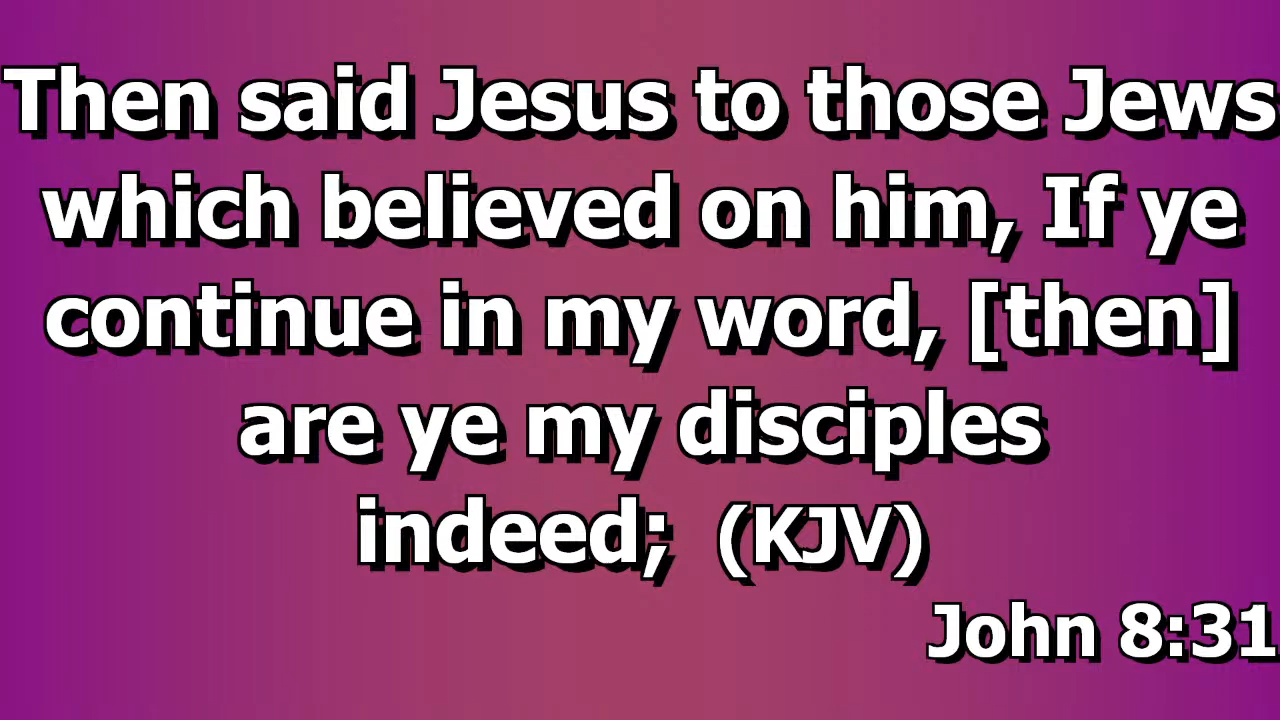 Then said Jesus to those Jews
which believed on him, If ye
continue in my word, [then]
are ye my disciples
indeed;  (KJV)
John 8:31